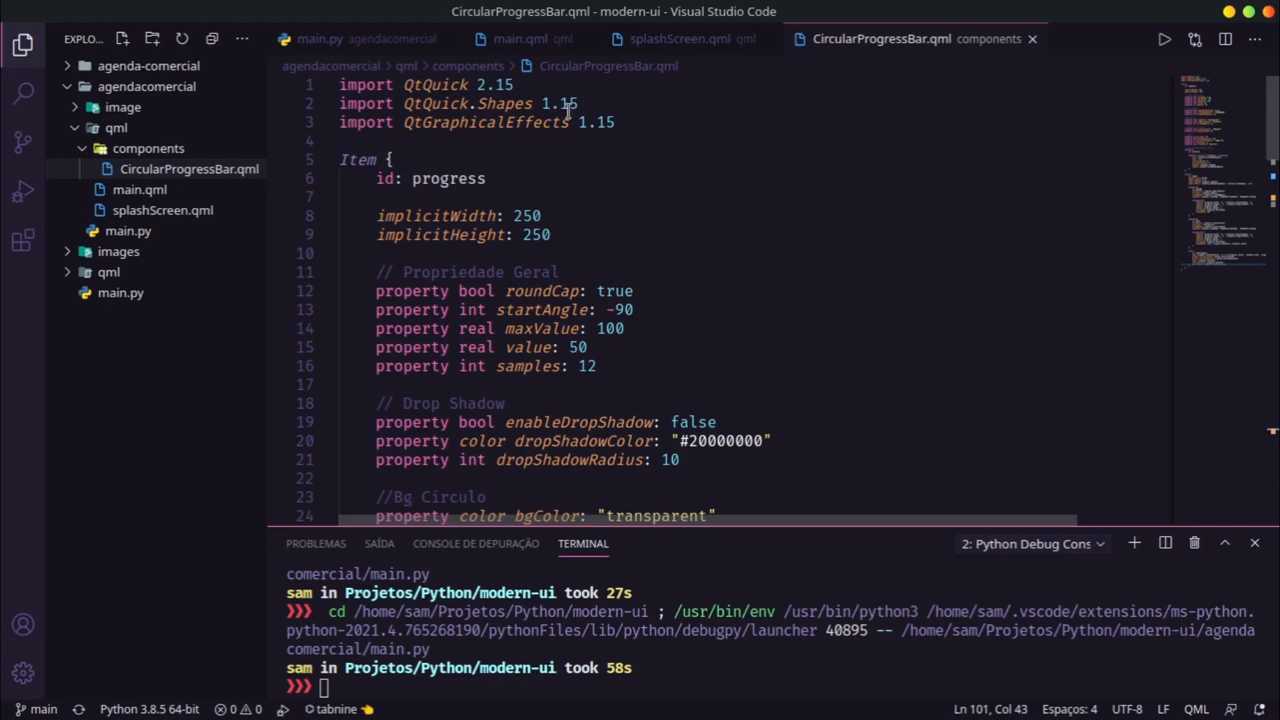 CircularProgressBar.qml - modern-ui - Visual Studio Code
EXPLO...
main.py agendacomercial
main.qml qml
splashScreen.qml qml
CircularProgressBar.qml components
agenda-comercial
agendacomercial
image
qml
components
CircularProgressBar.qml
main.qml
splashScreen.qml
main.py
images
qml
main.py
agendacomercial qml components CircularProgressBar.qml
1 import QtQuick 2.15
2 import QtQuick.Shapes 1.15
3 import QtGraphicalEffects 1.15
4
5 Item {
6 id: progress
7
8 implicitWidth: 250
9 implicitHeight: 250
10
11 // Propriedade Geral
12 property bool roundCap: true
13 property int startAngle: -90
14 property real maxValue: 100
15 property real value: 50
16 property int samples: 12
17
18 // Drop Shadow
19 property bool enableDropShadow: false
20 property color dropShadowColor: "#20000000"
21 property int dropShadowRadius: 10
22
23 //Bg Circulo
24 property color bgColor: "transparent"
PROBLEMAS SAÍDA CONSOLE DE DEPURAÇÃO TERMINAL 2: Python Debug Cons
comercial/main.py
sam in Projetos/Python/modern-ui took 27s
❯❯❯ cd /home/sam/Projetos/Python/modern-ui ; /usr/bin/env /usr/bin/python3 /home/sam/.vscode/extensions/ms-python.
python-2021.4.765268190/pythonFiles/lib/python/debugpy/launcher 40895 -- /home/sam/Projetos/Python/modern-ui/agenda
comercial/main.py
sam in Projetos/Python/modern-ui took 58s
❯❯❯
main Python 3.8.5 64-bit 0 0 tabnine Ln 101, Col 43 Espaços: 4 UTF-8 LF QML